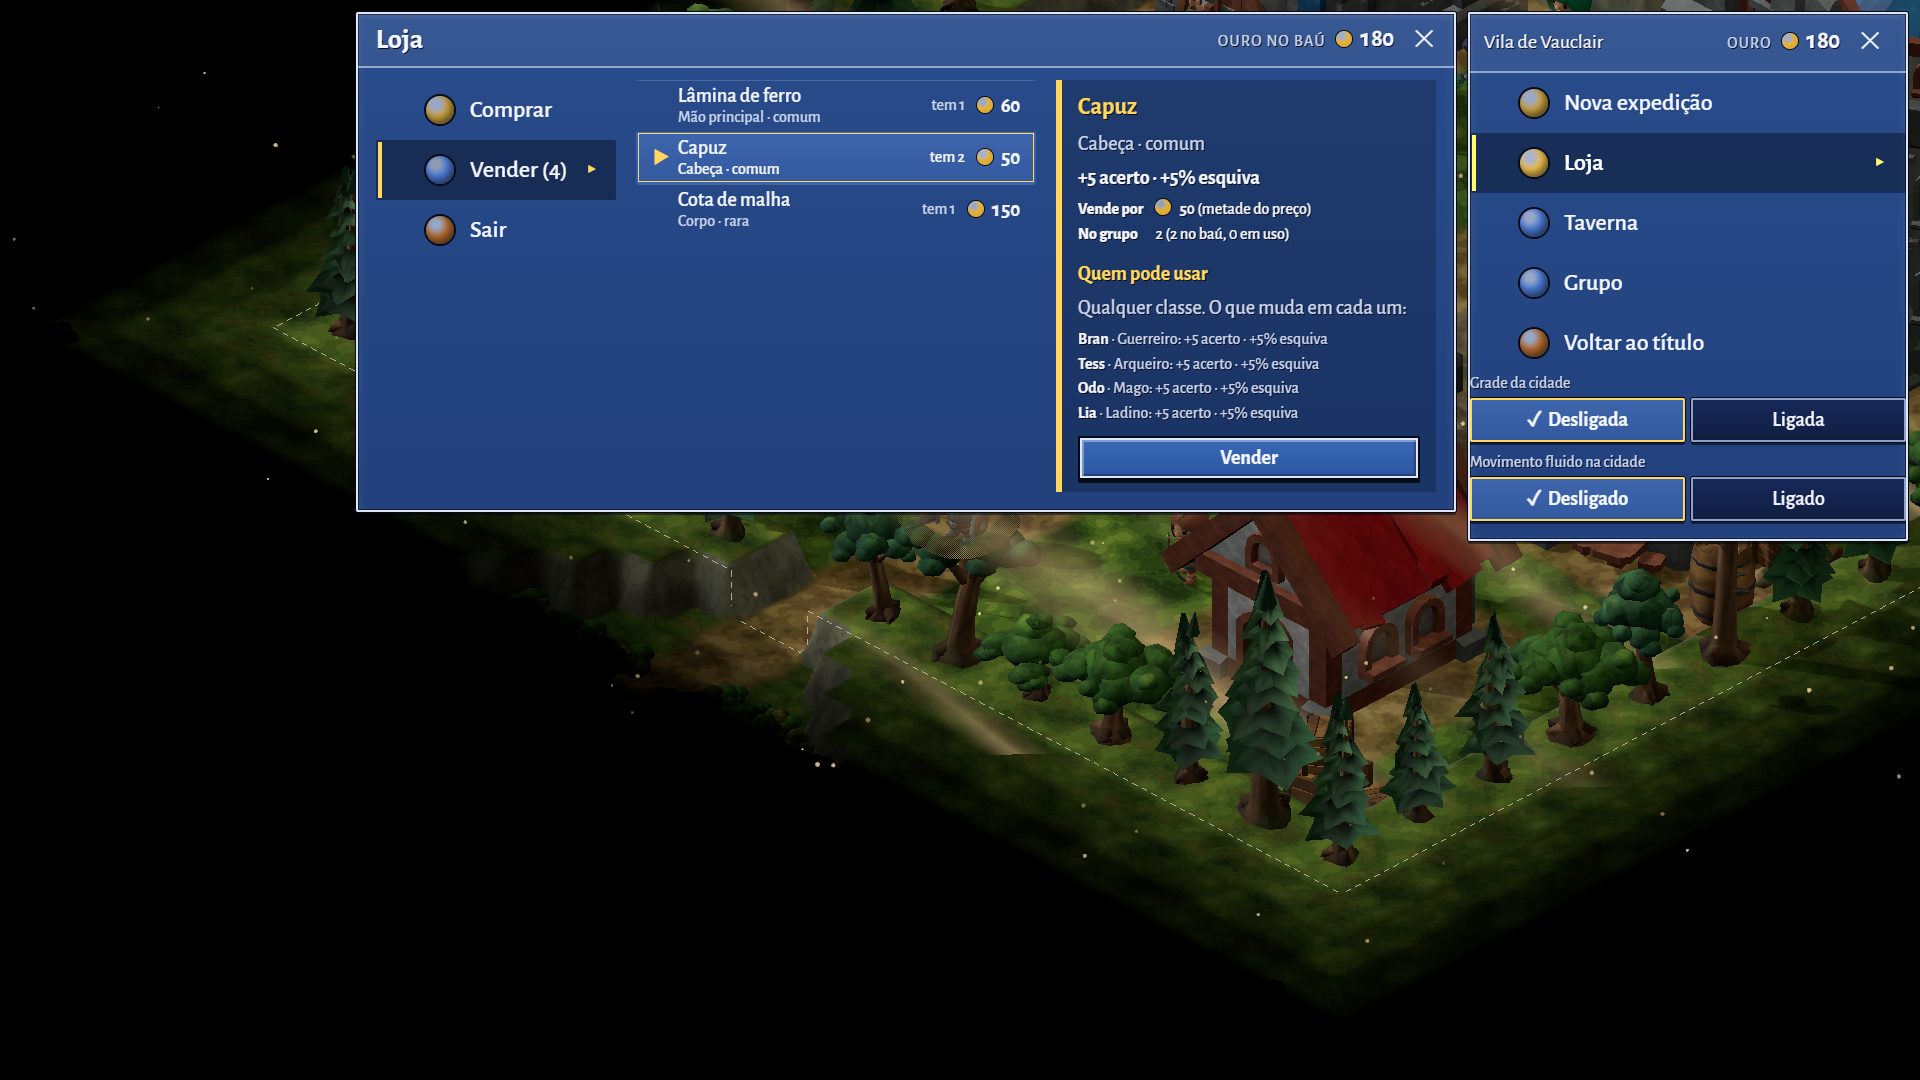 Loja
OURO NO BAÚ 180
Comprar
Vender (4)
Sair
Lâmina de ferro
Mão principal · comum
tem 1 60
Capuz
Cabeça · comum
tem 2 50
Cota de malha
Corpo · rara
tem 1 150
Capuz
Cabeça · comum
+5 acerto · +5% esquiva
Vende por 50 (metade do preço)
No grupo 2 (2 no baú, 0 em uso)
Quem pode usar
Qualquer classe. O que muda em cada um:
Bran · Guerreiro: +5 acerto · +5% esquiva
Tess · Arqueiro: +5 acerto · +5% esquiva
Odo · Mago: +5 acerto · +5% esquiva
Lia · Ladino: +5 acerto · +5% esquiva
Vender
Vila de Vauclair
OURO 180
Nova expedição
Loja
Taverna
Grupo
Voltar ao título
Grade da cidade
✓ Desligada Ligada
Movimento fluido na cidade
✓ Desligado Ligado